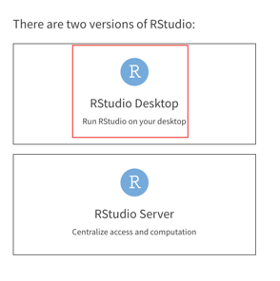 There are two versions of RStudio:
R
RStudio Desktop
Run RStudio on your desktop
R
RStudio Server
Centralize access and computation